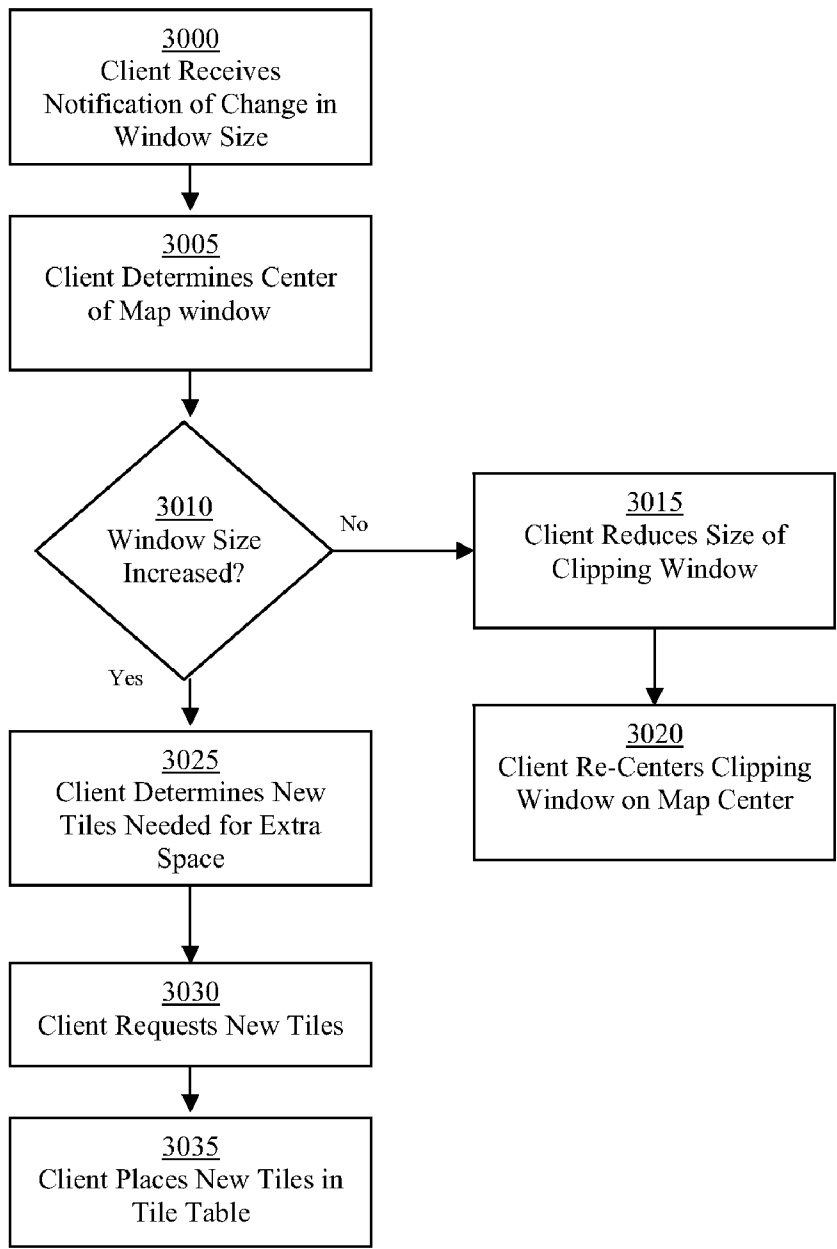 3000
Client Receives
Notification of Change in
Window Size
3005
Client Determines Center
of Map window
3010
Window Size
Increased?
No
Yes
3015
Client Reduces Size of
Clipping Window
3020
Client Re-Centers Clipping
Window on Map Center
3025
Client Determines New
Tiles Needed for Extra
Space
3030
Client Requests New Tiles
3035
Client Places New Tiles in
Tile Table